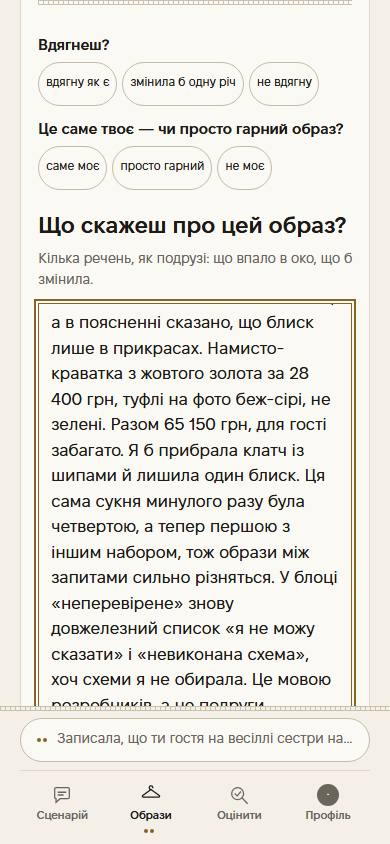 Вдягнеш?
вдягну як є
змінила б одну річ
не вдягну
Це саме твоє — чи просто гарний образ?
саме моє
просто гарний
не моє
Що скажеш про цей образ?
Кілька речень, як подрузі: що впало в око, що б
змінила.
а в поясненні сказано, що блиск
лише в прикрасах. Намисто-
краватка з жовтого золота за 28
400 грн, туфлі на фото беж-сірі, не
зелені. Разом 65 150 грн, для гості
забагато. Я б прибрала клатч із
шипами й лишила один блиск. Ця
сама сукня минулого разу була
четвертою, а тепер першою з
іншим набором, тож образи між
запитами сильно різняться. У блоці
«неперевірене» знову
довжелезний список «я не можу
сказати» і «невиконана схема»,
хоч схеми я не обирала. Це мовою
розробників, а не подруги.
Записала, що ти гостя на весіллі сестри на...
Сценарій
Образи
Оцінити
Профіль